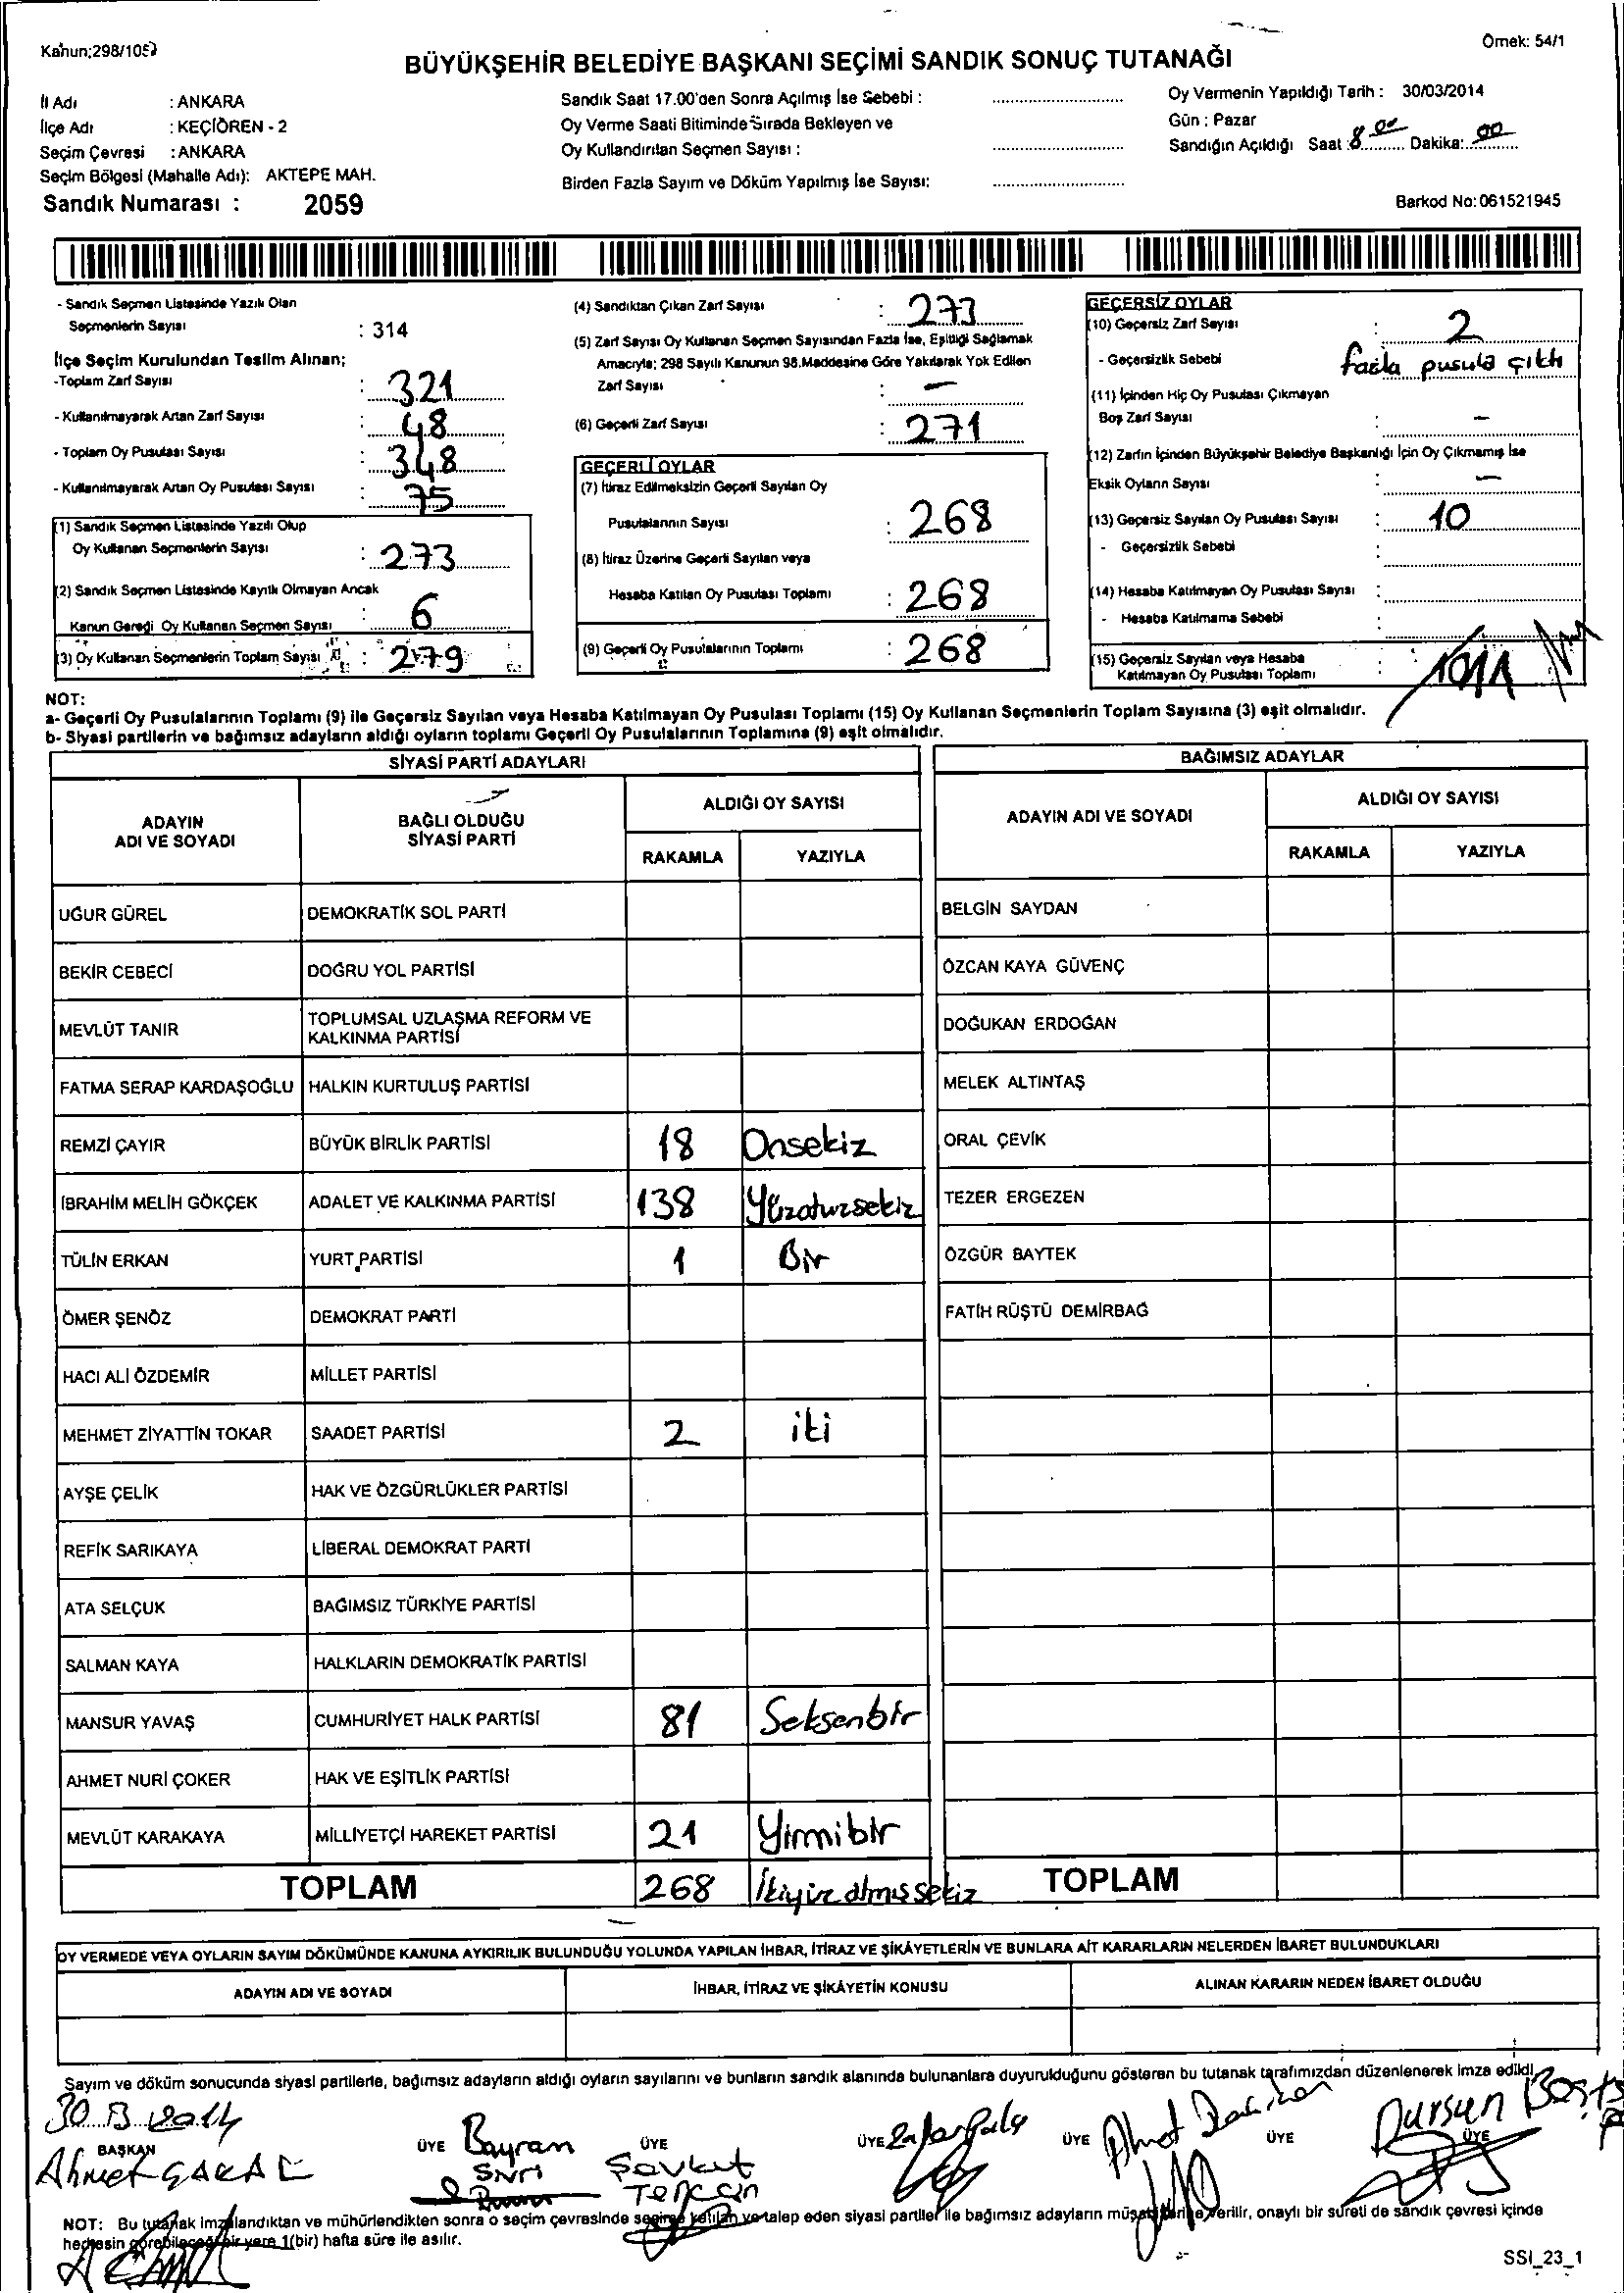 Kanun;298/105
Örnek: 54/1
BÜYÜKŞEHİR BELEDİYE BAŞKANI SEÇİMİ SANDIK SONUÇ TUTANAĞI
İl Adı : ANKARA
İlçe Adı : KEÇİÖREN - 2
Seçim Çevresi : ANKARA
Seçim Bölgesi (Mahalle Adı): AKTEPE MAH.
Sandık Numarası : 2059
Sandık Saat 17.00'den Sonra Açılmış İse Sebebi :
Oy Verme Saati Bitiminde Sırada Bekleyen ve
Oy Kullandırılan Seçmen Sayısı :
Birden Fazla Sayım ve Döküm Yapılmış İse Sayısı:
Oy Vermenin Yapıldığı Tarih : 30/03/2014
Gün : Pazar
Sandığın Açıldığı Saat :8.00 Dakika: 00
Barkod No: 061521945
- Sandık Seçmen Listesinde Yazılı Olan
Seçmenlerin Sayısı : 314
İlçe Seçim Kurulundan Teslim Alınan;
-Toplam Zarf Sayısı : 321
- Kullanılmayarak Artan Zarf Sayısı : 48
- Toplam Oy Pusulası Sayısı : 348
- Kullanılmayarak Artan Oy Pusulası Sayısı : 75
(1) Sandık Seçmen Listesinde Yazılı Olup
Oy Kullanan Seçmenlerin Sayısı : 273
(2) Sandık Seçmen Listesinde Kayıtlı Olmayan Ancak
Kanun Gereği Oy Kullanan Seçmen Sayısı : 6
(3) Oy Kullanan Seçmenlerin Toplam Sayısı : 279
(4) Sandıktan Çıkan Zarf Sayısı : 273
(5) Zarf Sayısı Oy Kullanan Seçmen Sayısından Fazla İse, Eşitliği Sağlamak
Amacıyla; 298 Sayılı Kanunun 98.Maddesine Göre Yakılarak Yok Edilen
Zarf Sayısı : -
(6) Geçerli Zarf Sayısı : 271
GEÇERLİ OYLAR
(7) İtiraz Edilmeksizin Geçerli Sayılan Oy
Pusulalarının Sayısı : 268
(8) İtiraz Üzerine Geçerli Sayılan veya
Hesaba Katılan Oy Pusulası Toplamı : 268
(9) Geçerli Oy Pusulalarının Toplamı : 268
GEÇERSİZ OYLAR
(10) Geçersiz Zarf Sayısı : 2
- Geçersizlik Sebebi fazla pusula çıktı
(11) İçinden Hiç Oy Pusulası Çıkmayan
Boş Zarf Sayısı : -
(12) Zarfın İçinden Büyükşehir Belediye Başkanlığı İçin Oy Çıkmamış İse
Eksik Oyların Sayısı : -
(13) Geçersiz Sayılan Oy Pusulası Sayısı : 10
- Geçersizlik Sebebi :
(14) Hesaba Katılmayan Oy Pusulası Sayısı :
- Hesaba Katılmama Sebebi :
(15) Geçersiz Sayılan veya Hesaba
Katılmayan Oy Pusulası Toplamı :
NOT:
a- Geçerli Oy Pusulalarının Toplamı (9) ile Geçersiz Sayılan veya Hesaba Katılmayan Oy Pusulası Toplamı (15) Oy Kullanan Seçmenlerin Toplam Sayısına (3) eşit olmalıdır.
b- Siyasi partilerin ve bağımsız adayların aldığı oyların toplamı Geçerli Oy Pusulalarının Toplamına (9) eşit olmalıdır.
SİYASİ PARTİ ADAYLARI
ADAYIN ADI VE SOYADI BAĞLI OLDUĞU SİYASİ PARTİ ALDIĞI OY SAYISI
RAKAMLA YAZIYLA
UĞUR GÜREL DEMOKRATİK SOL PARTİ
BEKİR CEBECİ DOĞRU YOL PARTİSİ
MEVLÜT TANIR TOPLUMSAL UZLAŞMA REFORM VE KALKINMA PARTİSİ
FATMA SERAP KARDAŞOĞLU HALKIN KURTULUŞ PARTİSİ
REMZİ ÇAYIR BÜYÜK BİRLİK PARTİSİ 18 Onsekiz
İBRAHİM MELİH GÖKÇEK ADALET VE KALKINMA PARTİSİ 138 Yüzotuzsekiz
TÜLİN ERKAN YURT PARTİSİ 1 Bir
ÖMER ŞENÖZ DEMOKRAT PARTİ
HACI ALİ ÖZDEMİR MİLLET PARTİSİ
MEHMET ZİYATTİN TOKAR SAADET PARTİSİ 2 iki
AYŞE ÇELİK HAK VE ÖZGÜRLÜKLER PARTİSİ
REFİK SARIKAYA LİBERAL DEMOKRAT PARTİ
ATA SELÇUK BAĞIMSIZ TÜRKİYE PARTİSİ
SALMAN KAYA HALKLARIN DEMOKRATİK PARTİSİ
MANSUR YAVAŞ CUMHURİYET HALK PARTİSİ 81 Seksenbir
AHMET NURİ ÇOKER HAK VE EŞİTLİK PARTİSİ
MEVLÜT KARAKAYA MİLLİYETÇİ HAREKET PARTİSİ 21 Yirmibir
TOPLAM 268 İkiyüzatmışsekiz
BAĞIMSIZ ADAYLAR
ADAYIN ADI VE SOYADI ALDIĞI OY SAYISI
RAKAMLA YAZIYLA
BELGİN SAYDAN
ÖZCAN KAYA GÜVENÇ
DOĞUKAN ERDOĞAN
MELEK ALTINTAŞ
ORAL ÇEVİK
TEZER ERGEZEN
ÖZGÜR BAYTEK
FATİH RÜŞTÜ DEMİRBAĞ
TOPLAM
OY VERMEDE VEYA OYLARIN SAYIM DÖKÜMÜNDE KANUNA AYKIRILIK BULUNDUĞU YOLUNDA YAPILAN İHBAR, İTİRAZ VE ŞİKÂYETLERİN VE BUNLARA AİT KARARLARIN NELERDEN İBARET BULUNDUKLARI
ADAYIN ADI VE SOYADI İHBAR, İTİRAZ VE ŞİKÂYETİN KONUSU ALINAN KARARIN NEDEN İBARET OLDUĞU
Sayım ve döküm sonucunda siyasi partilerle, bağımsız adayların aldığı oyların sayılarını ve bunların sandık alanında bulunanlara duyurulduğunu gösteren bu tutanak tarafımızdan düzenlenerek imza edildi.
30 3 2014
BAŞKAN ÜYE Bayram ÜYE ÜYE ÜYE Ahmet ÜYE Dursun ÜYE
Ahmet Şevket
NOT: Bu tutanak imzalandıktan ve mühürlendikten sonra o seçim çevresinde seçime katılan ve talep eden siyasi partiler ile bağımsız adayların müşahitlerine verilir, onaylı bir sureti de sandık çevresi içinde
herkesin görebileceği bir yere 1(bir) hafta süre ile asılır.
SSI_23_1